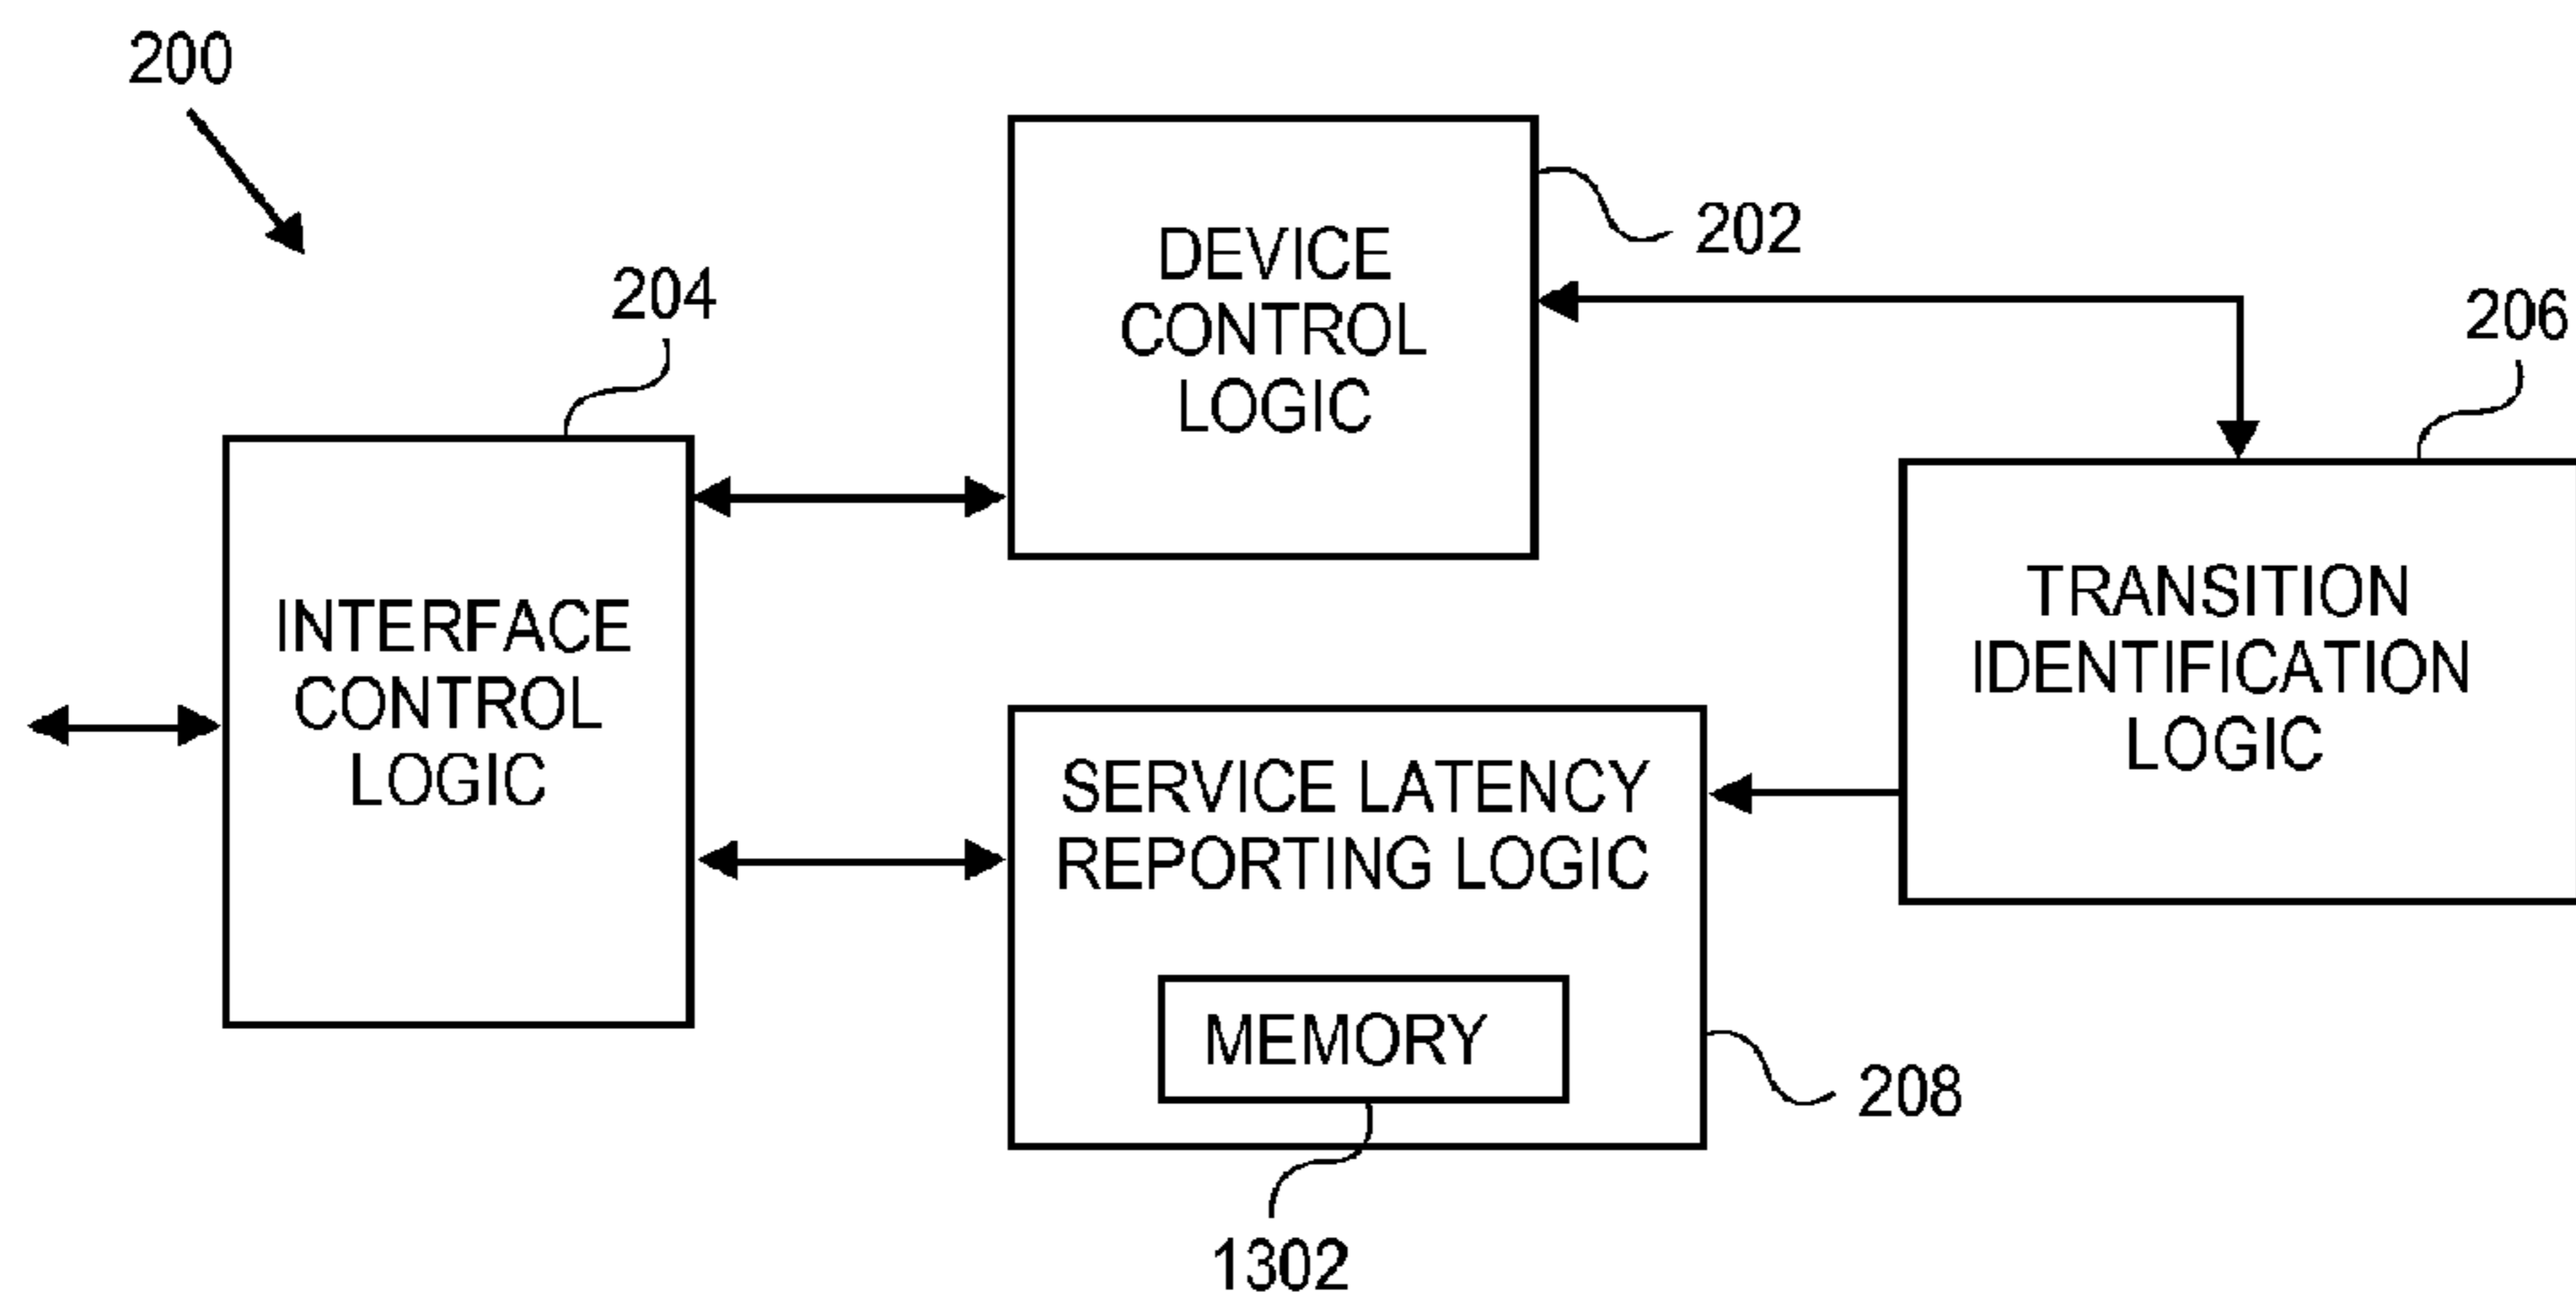 200
204
DEVICE
CONTROL
LOGIC
202
206
INTERFACE
CONTROL
LOGIC
TRANSITION
IDENTIFICATION
LOGIC
SERVICE LATENCY
REPORTING LOGIC
MEMORY
208
1302